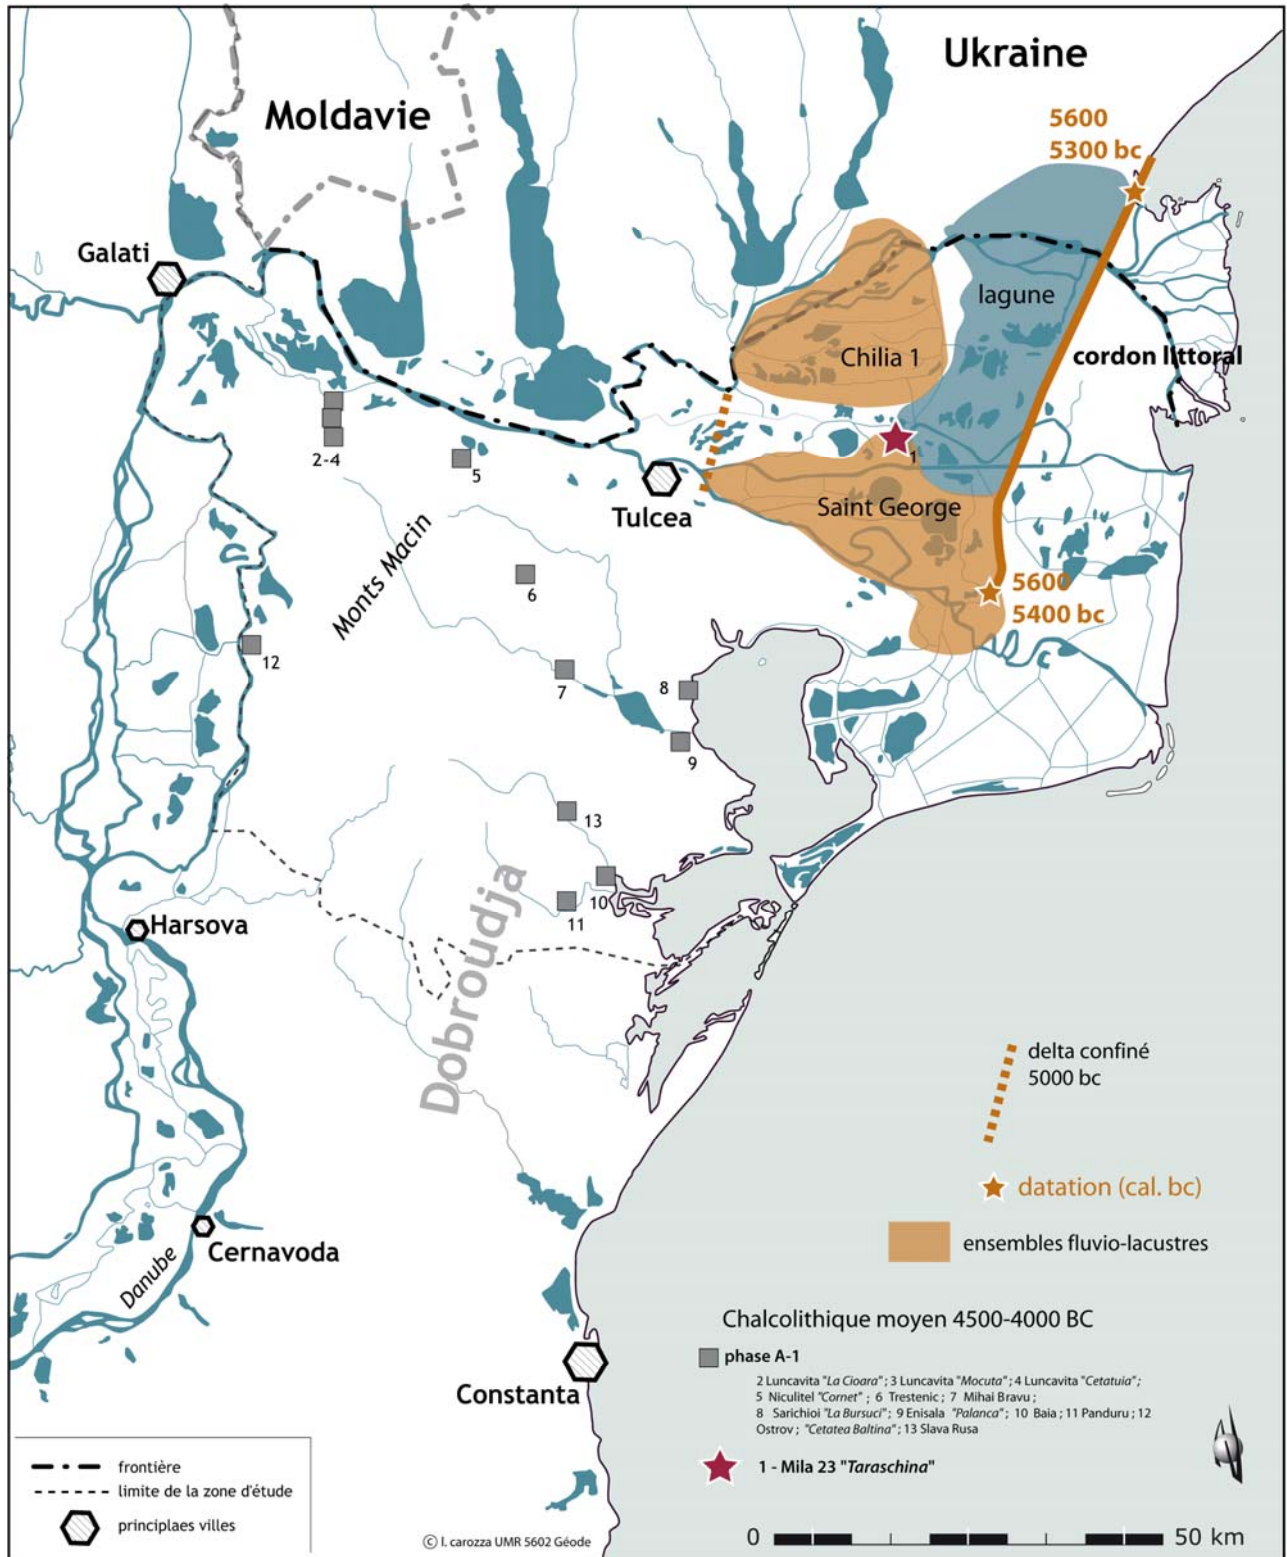 Ukraine
Moldavie
5600
5300 bc
Galati
lagune
Chilia 1
cordon littoral
2-4
5
1
Tulcea
Saint George
Monts Macin
6
5600
5400 bc
12
7
8
9
13
10
11
Harsova
Dobroudja
delta confiné
5000 bc
datation (cal. bc)
Cernavoda
ensembles fluvio-lacustres
Danube
Chalcolithique moyen 4500-4000 BC
phase A-1
Constanta
2 Luncavita "La Cioara" ; 3 Luncavita "Mocuta" ; 4 Luncavita "Cetatuia" ;
5 Niculitel "Cornet" ; 6 Trestenic ; 7 Mihai Bravu ;
8 Sarichioi "La Bursuci" ; 9 Enisala "Palanca" ; 10 Baia ; 11 Panduru ; 12
Ostrov ; "Cetatea Baltina" ; 13 Slava Rusa
1 - Mila 23 "Taraschina"
frontière
limite de la zone d'étude
principlaes villes
© l. carozza UMR 5602 Géode
0 50 km